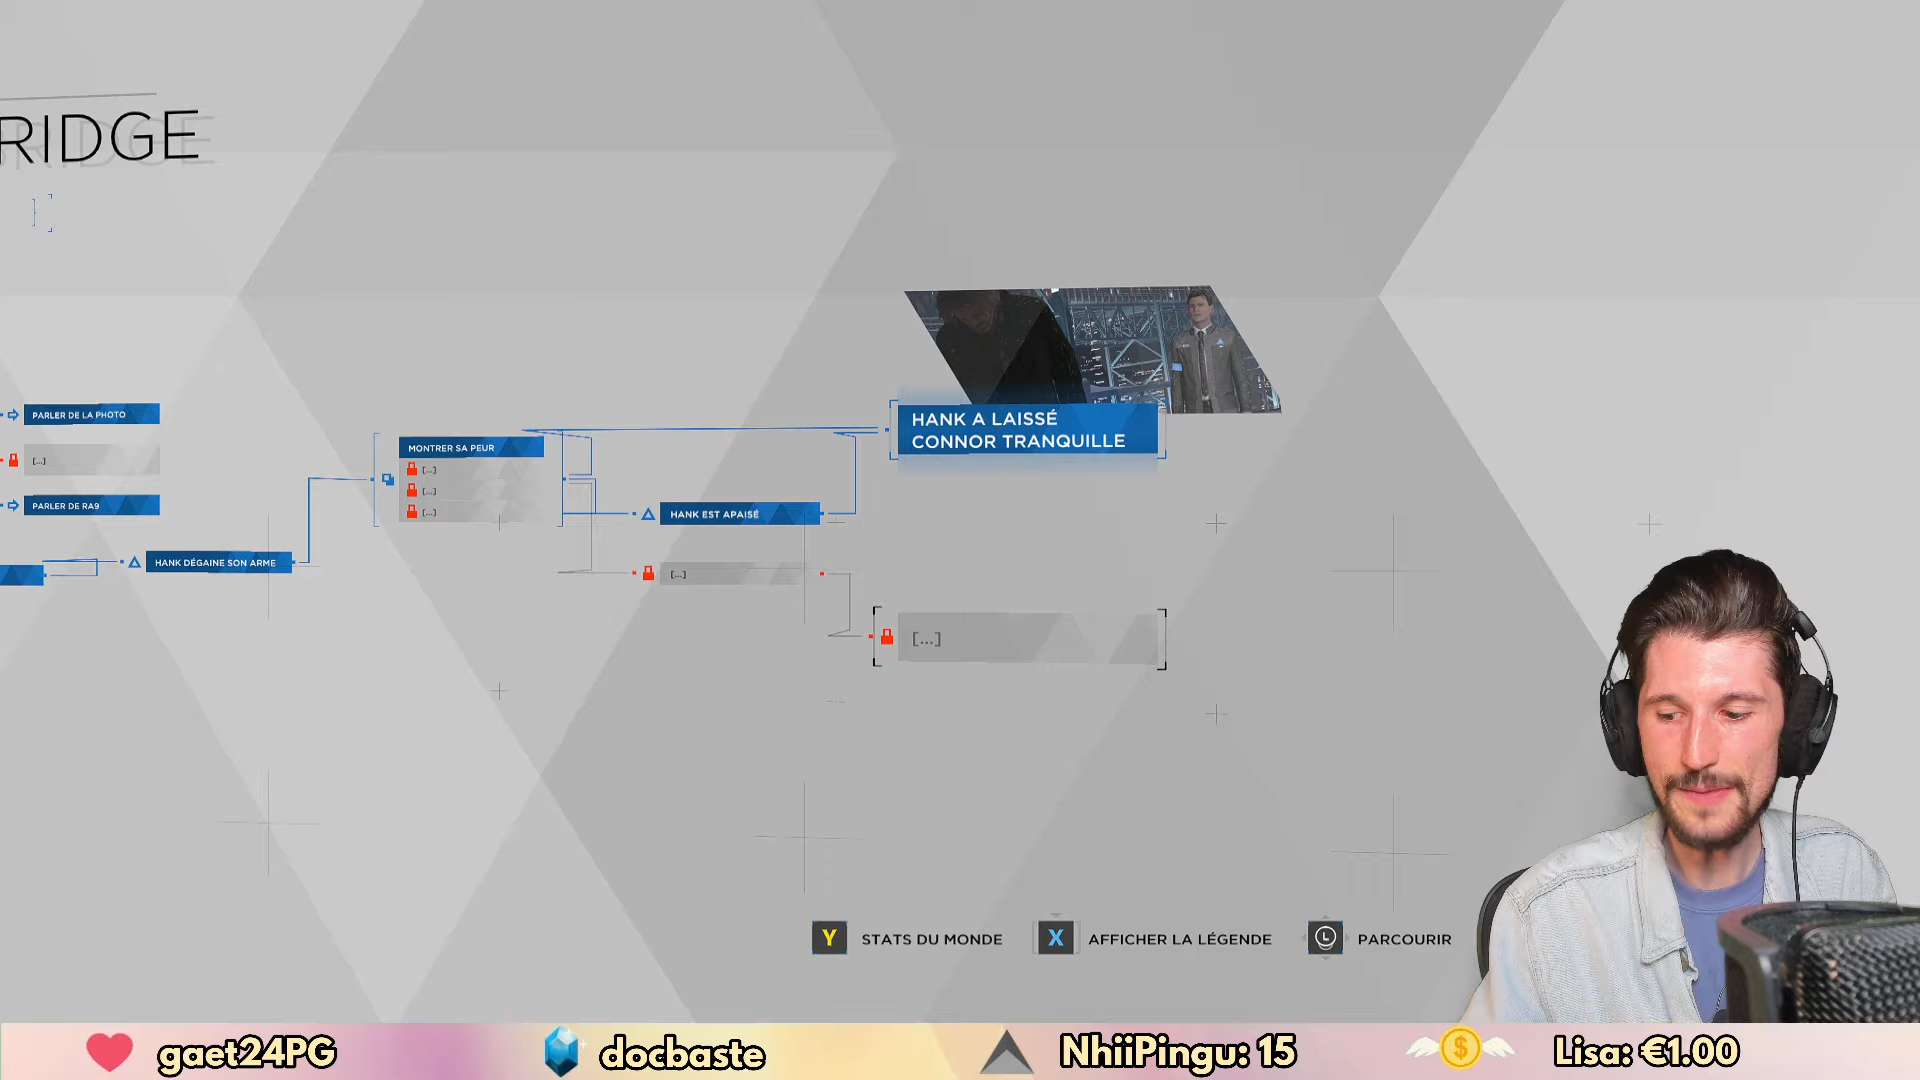 RIDGE
PARLER DE LA PHOTO
[...]
PARLER DE RA9
HANK DÉGAINE SON ARME
MONTRER SA PEUR
[...]
[...]
[...]
HANK EST APAISÉ
[...]
HANK A LAISSÉ
CONNOR TRANQUILLE
[...]
Y STATS DU MONDE
X AFFICHER LA LÉGENDE
L PARCOURIR
gaet24PG
docbaste
NhiiPingu: 15
$
Lisa: €1.00